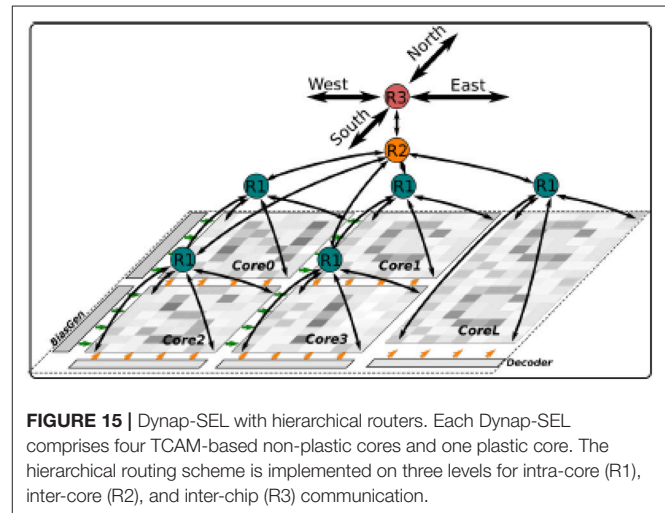 North
West
East
R3
South
R2
R1
R1
R1
R1
R1
Core0
Core1
BiasGen
Core2
Core3
CoreL
Decoder
FIGURE 15 | Dynap-SEL with hierarchical routers. Each Dynap-SEL
comprises four TCAM-based non-plastic cores and one plastic core. The
hierarchical routing scheme is implemented on three levels for intra-core (R1),
inter-core (R2), and inter-chip (R3) communication.